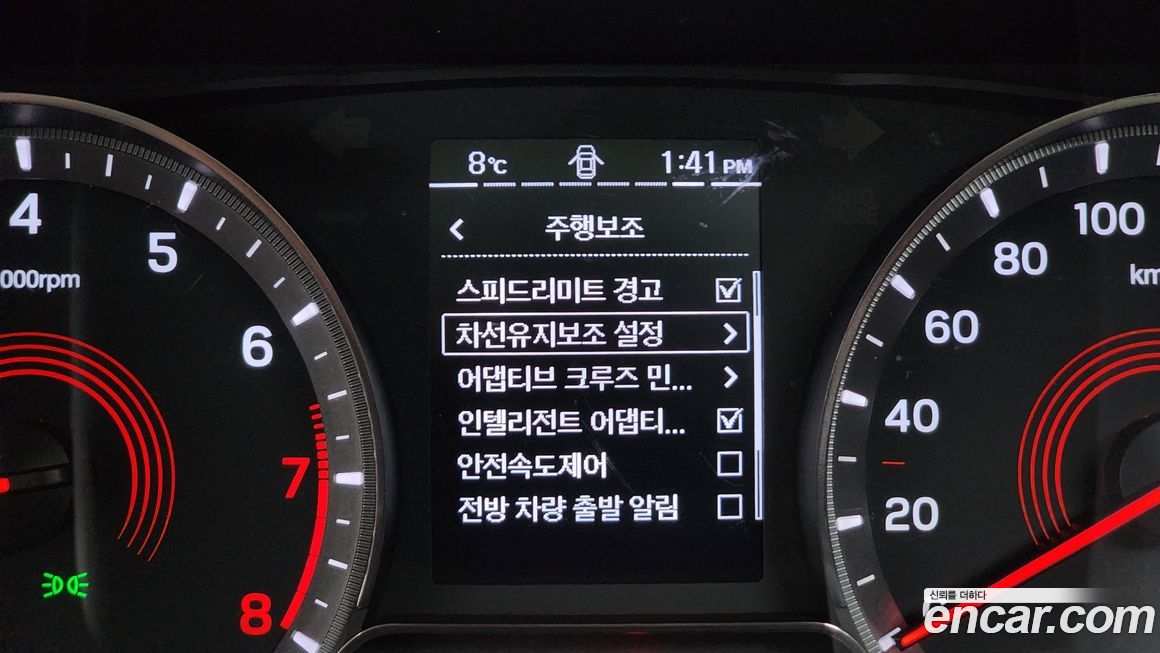 8℃ 1:41 PM
< 주행보조
스피드리미트 경고
차선유지보조 설정 >
어댑티브 크루즈 민... >
인텔리전트 어댑티...
안전속도제어
전방 차량 출발 알림
4
5
000rpm
6
7
8
100
80
km
60
40
20
신뢰를 더하다
encar.com